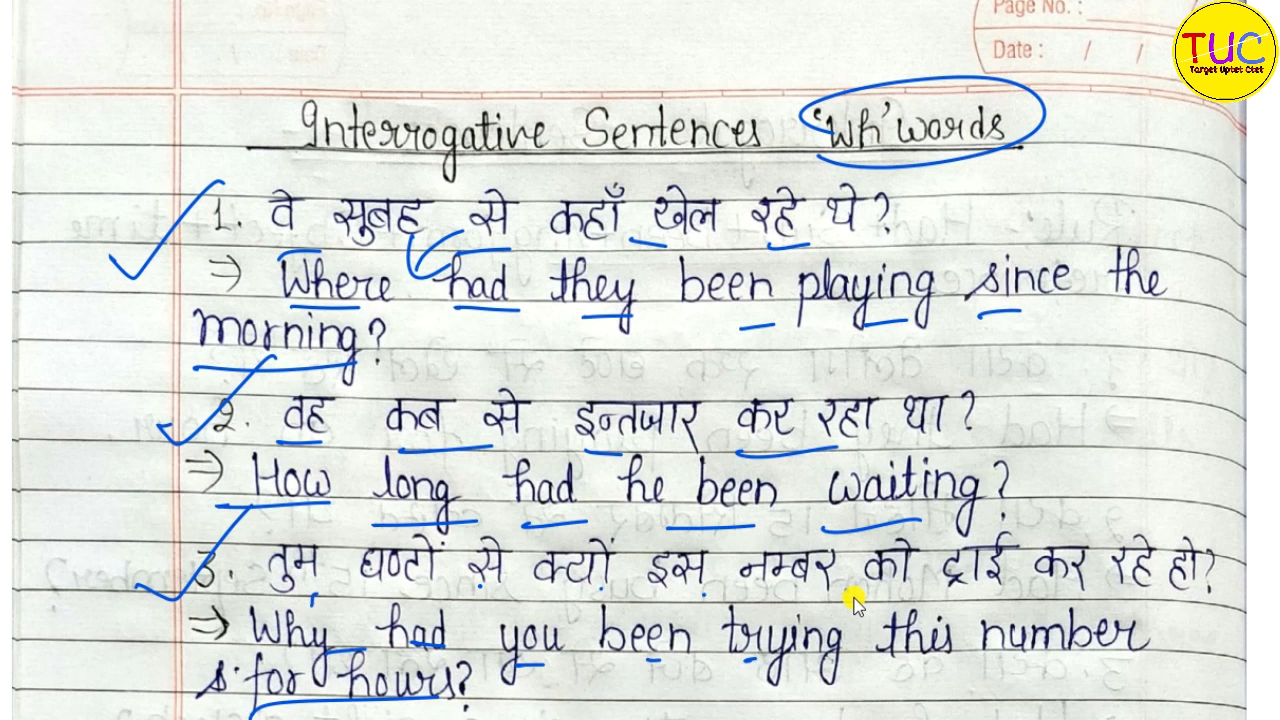 Page No. :
Date : / /
TUC
Target Uptet Ctet
Interrogative Sentences 'Wh' words
1. वे सुबह से कहाँ खेल रहे थे?
⇒ Where had they been playing since the
morning?
2. वह कब से इन्तजार कर रहा था?
⇒ How long had he been waiting?
3. तुम घण्टों से क्यों इस नम्बर को ट्राई कर रहे हो?
⇒ Why had you been trying this number
s. for hours?